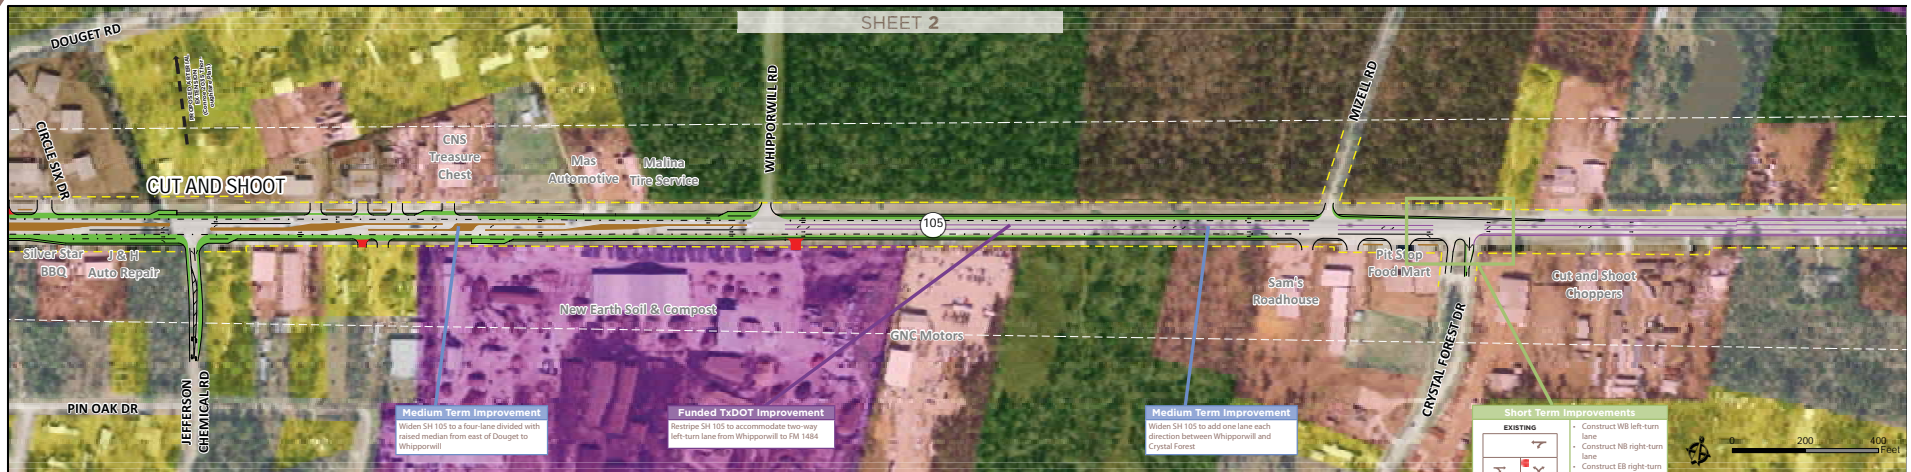 SHEET 2
DOUGET RD
CIRCLE SIX DR
CUT AND SHOOT
CNS
Treasure
Chest
Mas
Automotive
Malina
Tire Service
WHIPPORWILL RD
MIZELL RD
105
Silver Star
BBQ
J & H
Auto Repair
New Earth Soil & Compost
GNC Motors
Sam's
Roadhouse
Pit Stop
Food Mart
Cut and Shoot
Choppers
PIN OAK DR
JEFFERSON
CHEMICAL RD
CRYSTAL FOREST DR
Medium Term Improvement
Widen SH 105 to a four-lane divided with
raised median from east of Douget to
Whipporwill
Funded TxDOT Improvement
Restripe SH 105 to accommodate two-way
left-turn lane from Whipporwill to FM 1484
Medium Term Improvement
Widen SH 105 to add one lane each
direction between Whipporwill and
Crystal Forest
Short Term Improvements
EXISTING
• Construct WB left-turn
lane
• Construct NB right-turn
lane
• Construct EB right-turn
0 200 400
Feet